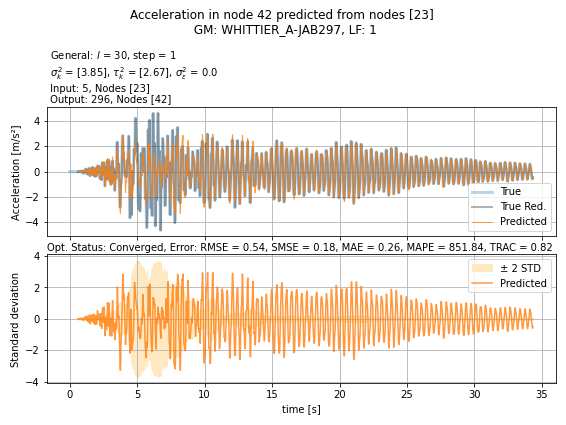 Acceleration in node 42 predicted from nodes [23]
GM: WHITTIER_A-JAB297, LF: 1
General: l = 30, step = 1
σ²ₖ = [3.85], τ²ₖ = [2.67], σ²ε = 0.0
Input: 5, Nodes [23]
Output: 296, Nodes [42]
Acceleration [m/s²]
4
2
0
−2
−4
True
True Red.
Predicted
Opt. Status: Converged, Error: RMSE = 0.54, SMSE = 0.18, MAE = 0.26, MAPE = 851.84, TRAC = 0.82
Standard deviation
4
2
0
−2
−4
± 2 STD
Predicted
0 5 10 15 20 25 30 35
time [s]